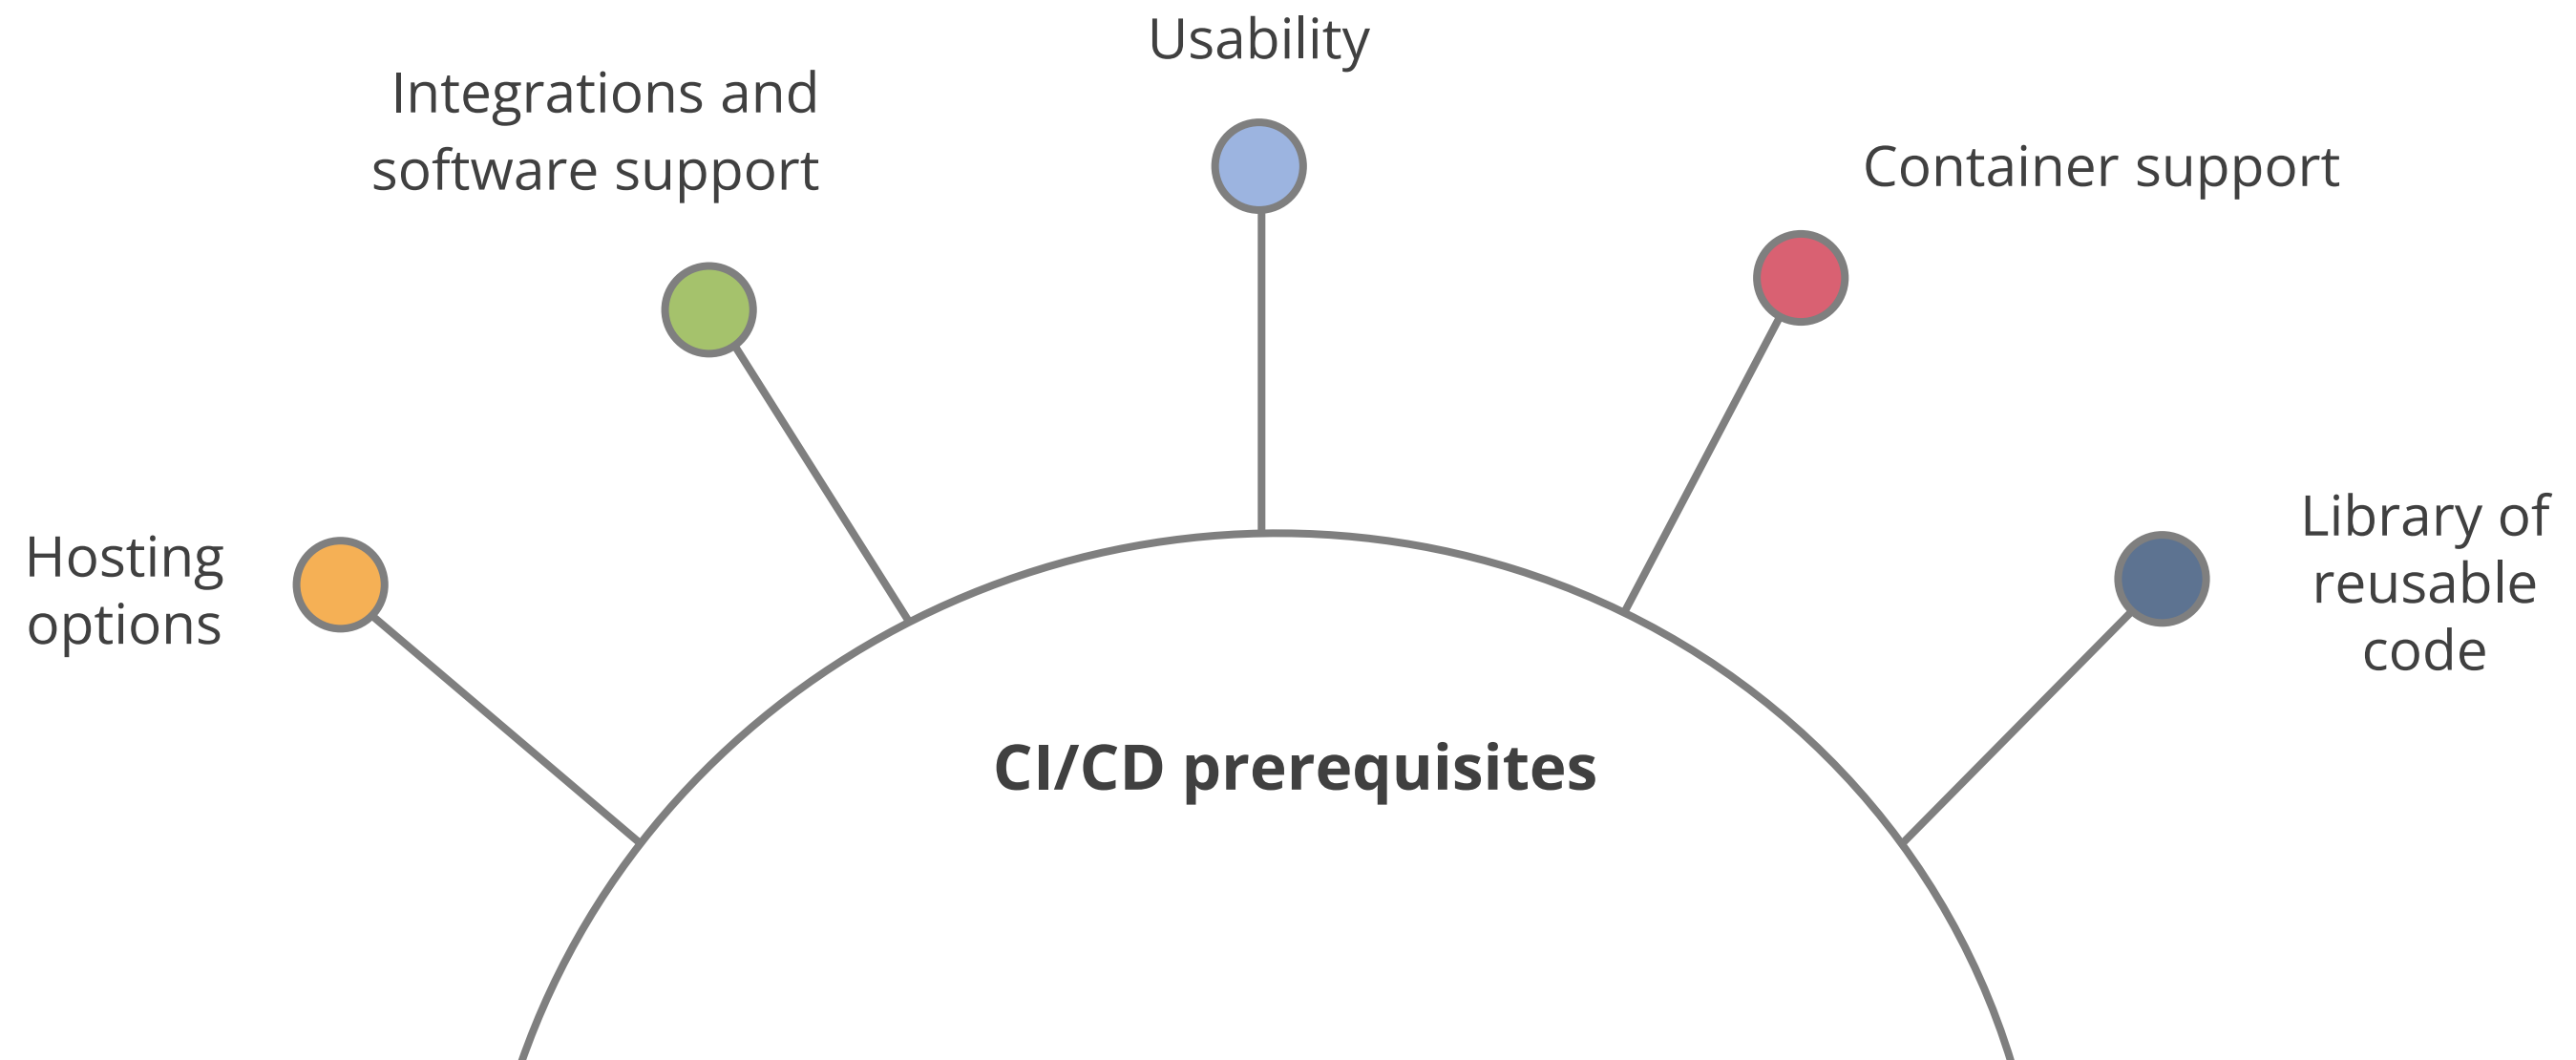 Usability
Integrations and
software support
Container support
Hosting
options
Library of
reusable
code
CI/CD prerequisites